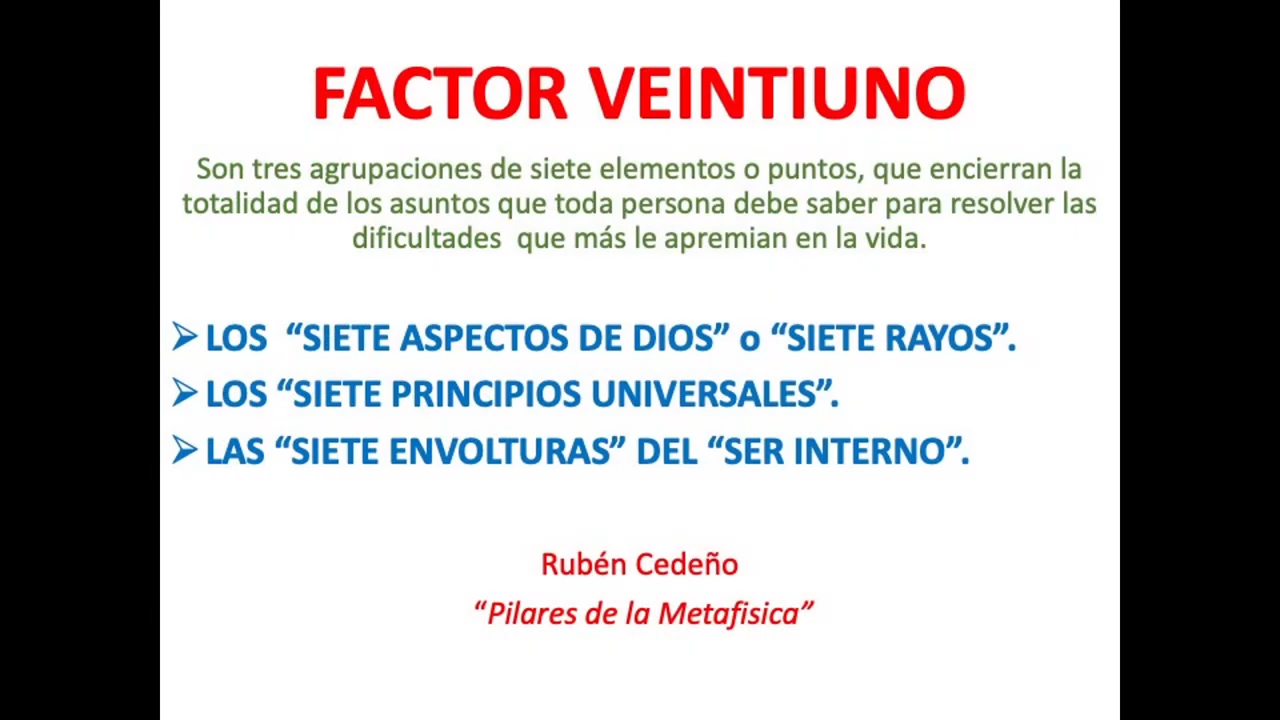 FACTOR VEINTIUNO
Son tres agrupaciones de siete elementos o puntos, que encierran la
totalidad de los asuntos que toda persona debe saber para resolver las
dificultades  que más le apremian en la vida.
➢ LOS  “SIETE ASPECTOS DE DIOS” o “SIETE RAYOS”.
➢ LOS “SIETE PRINCIPIOS UNIVERSALES”.
➢ LAS “SIETE ENVOLTURAS” DEL “SER INTERNO”.
Rubén Cedeño
“Pilares de la Metafisica”